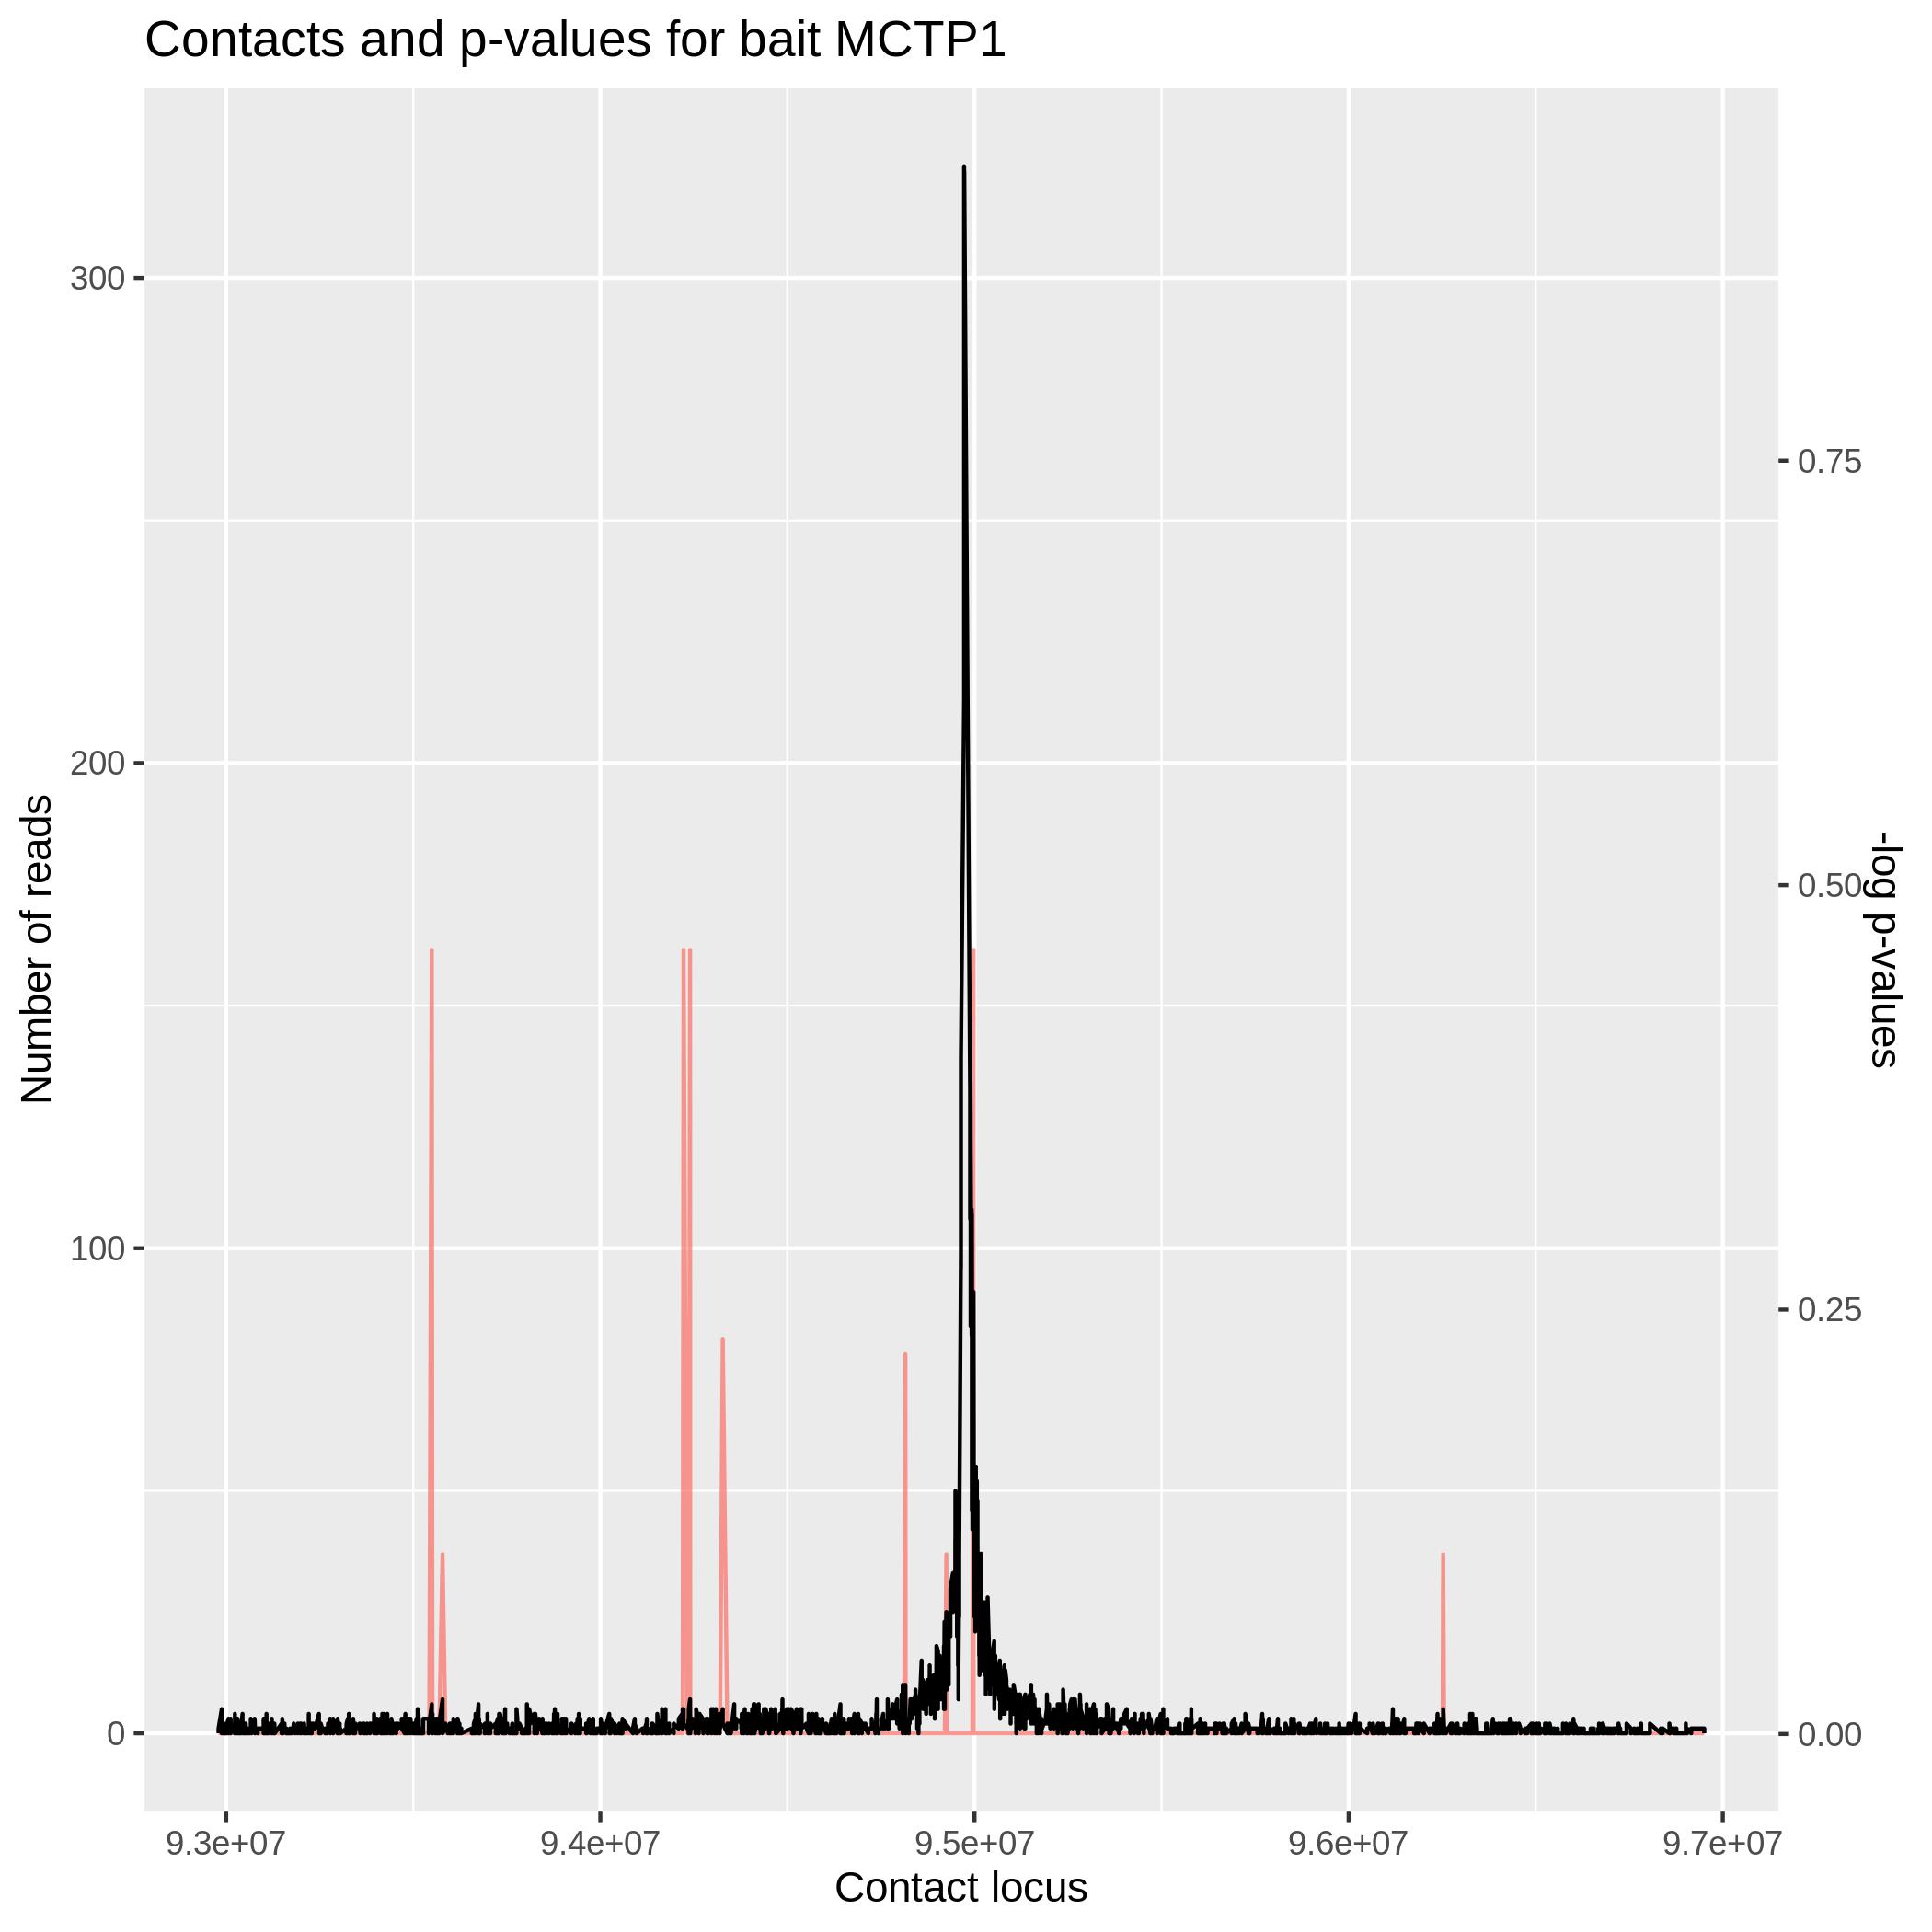 Contacts and p-values for bait MCTP1
300
200
100
0
Number of reads
0.75
0.50
0.25
0.00
-log p-values
9.3e+07 9.4e+07 9.5e+07 9.6e+07 9.7e+07
Contact locus